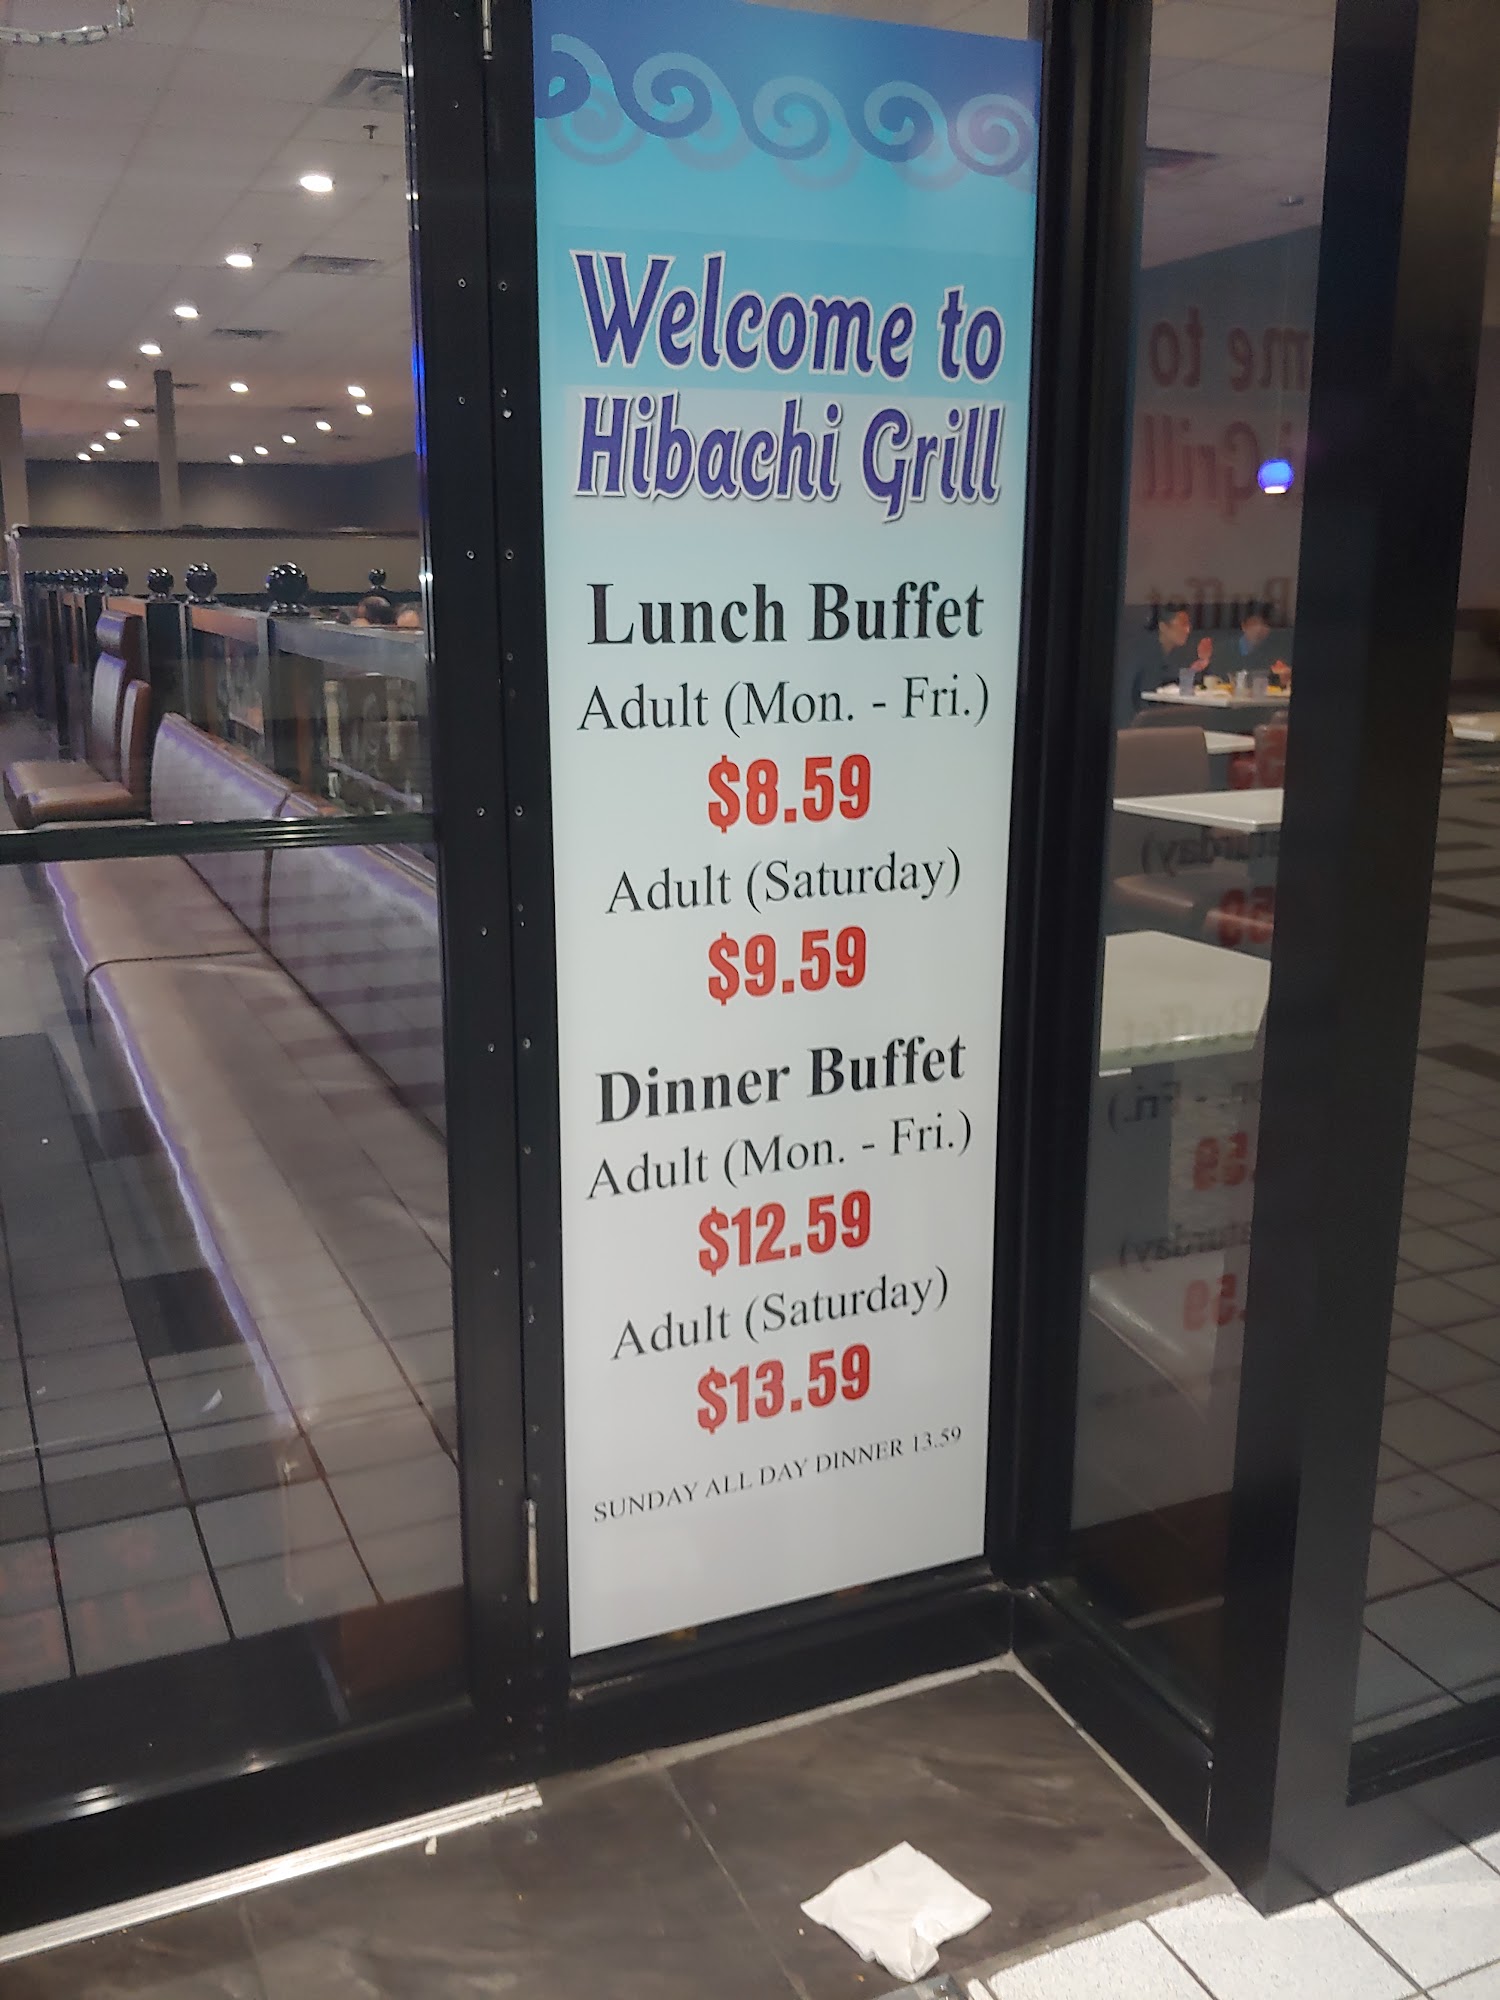 Welcome to
Hibachi Grill
Lunch Buffet
Adult (Mon. - Fri.)
$8.59
Adult (Saturday)
$9.59
Dinner Buffet
Adult (Mon. - Fri.)
$12.59
Adult (Saturday)
$13.59
SUNDAY ALL DAY DINNER 13.59